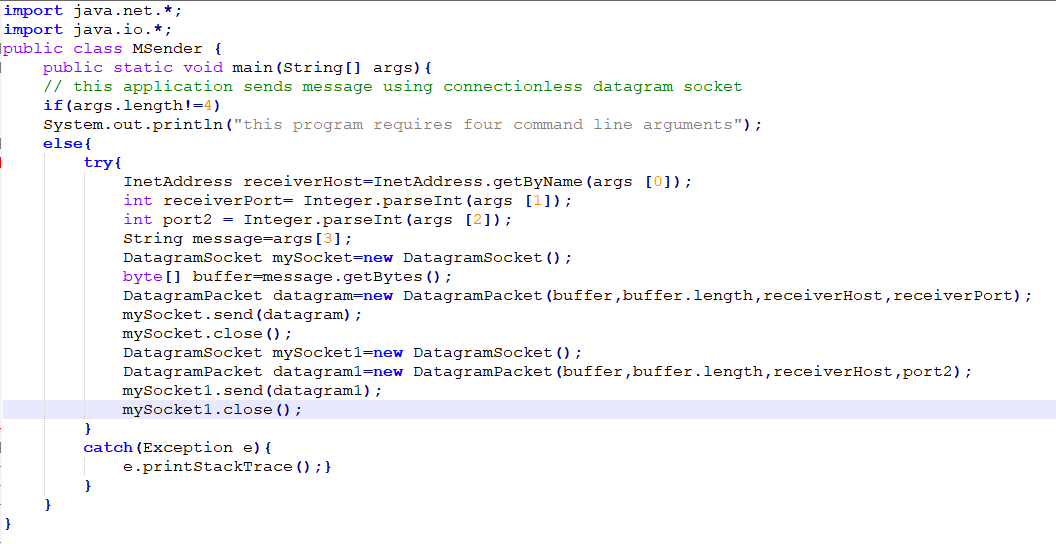 import java.net.*;
import java.io.*;
public class MSender {
    public static void main(String[] args){
    // this application sends message using connectionless datagram socket
    if(args.length!=4)
    System.out.println("this program requires four command line arguments");
    else{
        try{
            InetAddress receiverHost=InetAddress.getByName(args [0]);
            int receiverPort= Integer.parseInt(args [1]);
            int port2 = Integer.parseInt(args [2]);
            String message=args[3];
            DatagramSocket mySocket=new DatagramSocket();
            byte[] buffer=message.getBytes();
            DatagramPacket datagram=new DatagramPacket(buffer,buffer.length,receiverHost,receiverPort);
            mySocket.send(datagram);
            mySocket.close();
            DatagramSocket mySocket1=new DatagramSocket();
            DatagramPacket datagram1=new DatagramPacket(buffer,buffer.length,receiverHost,port2);
            mySocket1.send(datagram1);
            mySocket1.close();
        }
        catch(Exception e){
            e.printStackTrace();}
        }
    }
}